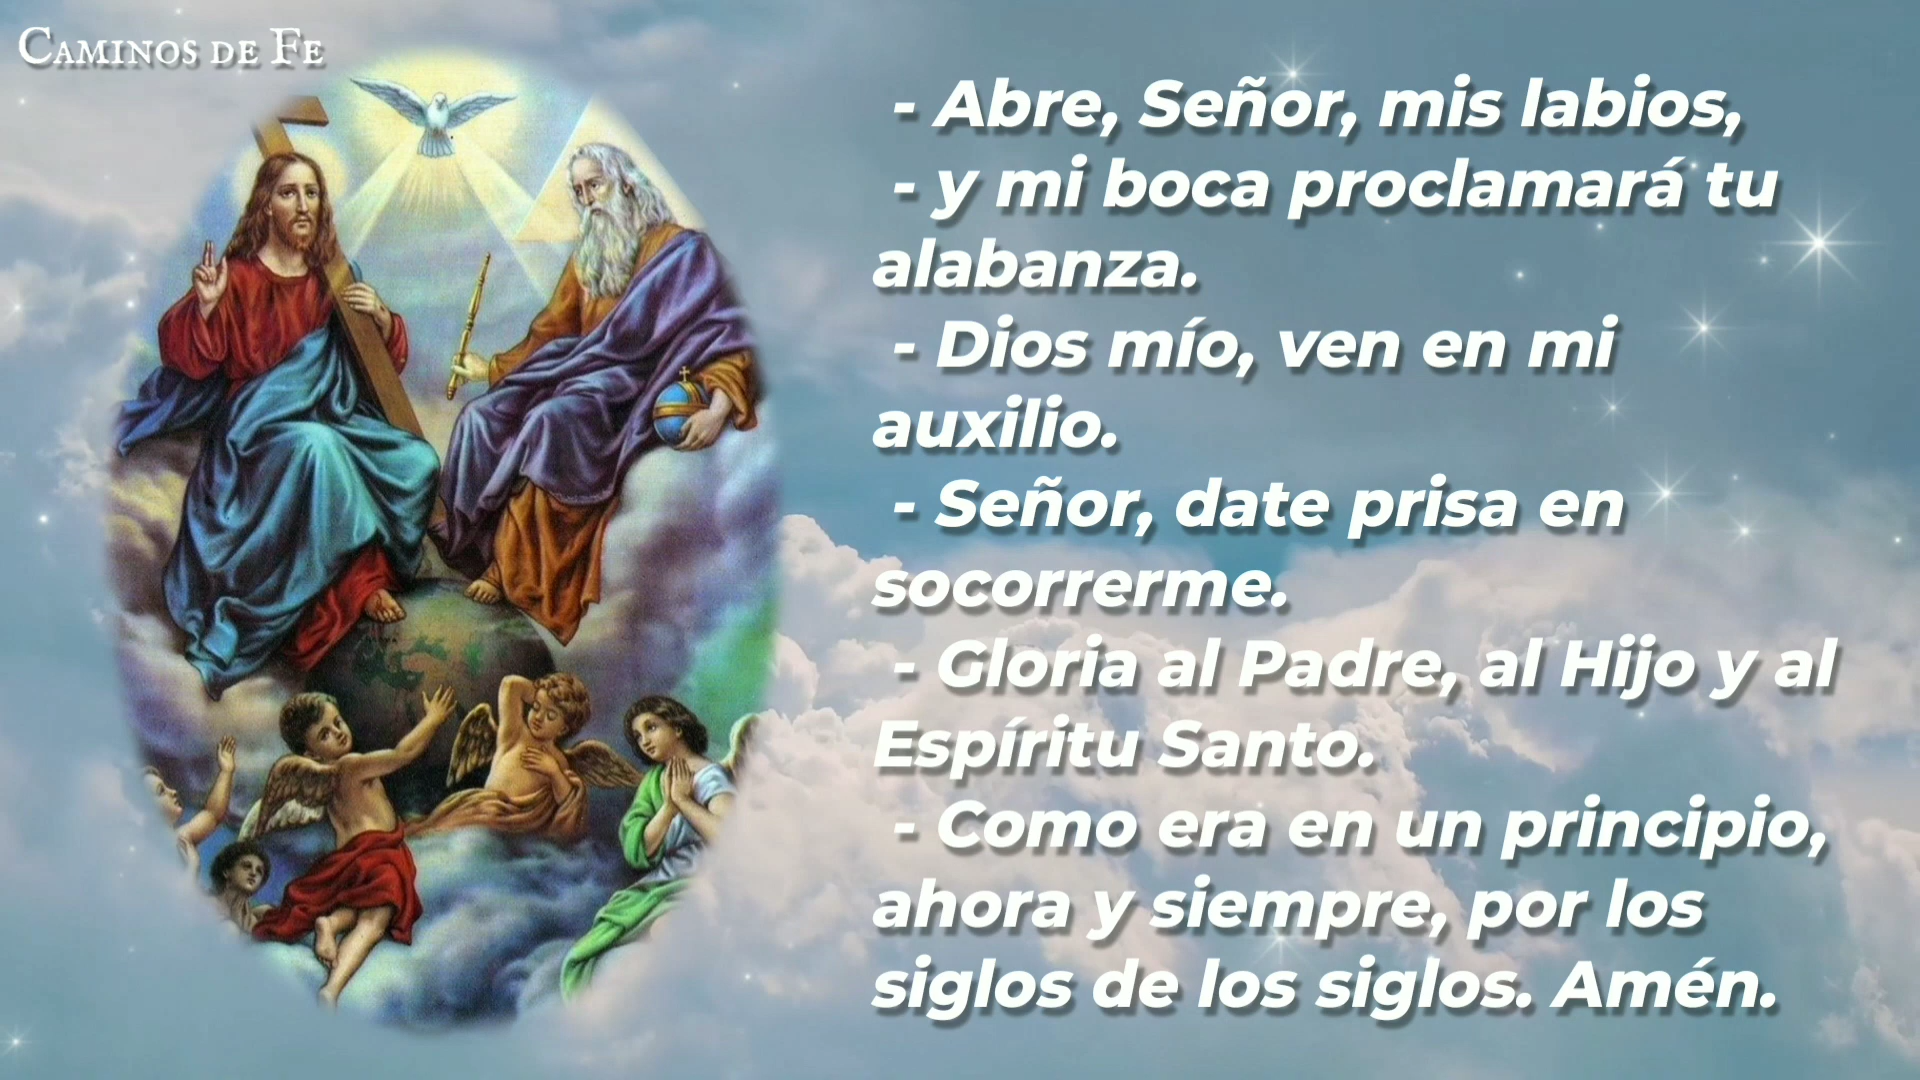 Caminos de Fe
- Abre, Señor, mis labios,
- y mi boca proclamará tu
alabanza.
- Dios mío, ven en mi
auxilio.
- Señor, date prisa en
socorrerme.
- Gloria al Padre, al Hijo y al
Espíritu Santo.
- Como era en un principio,
ahora y siempre, por los
siglos de los siglos. Amén.